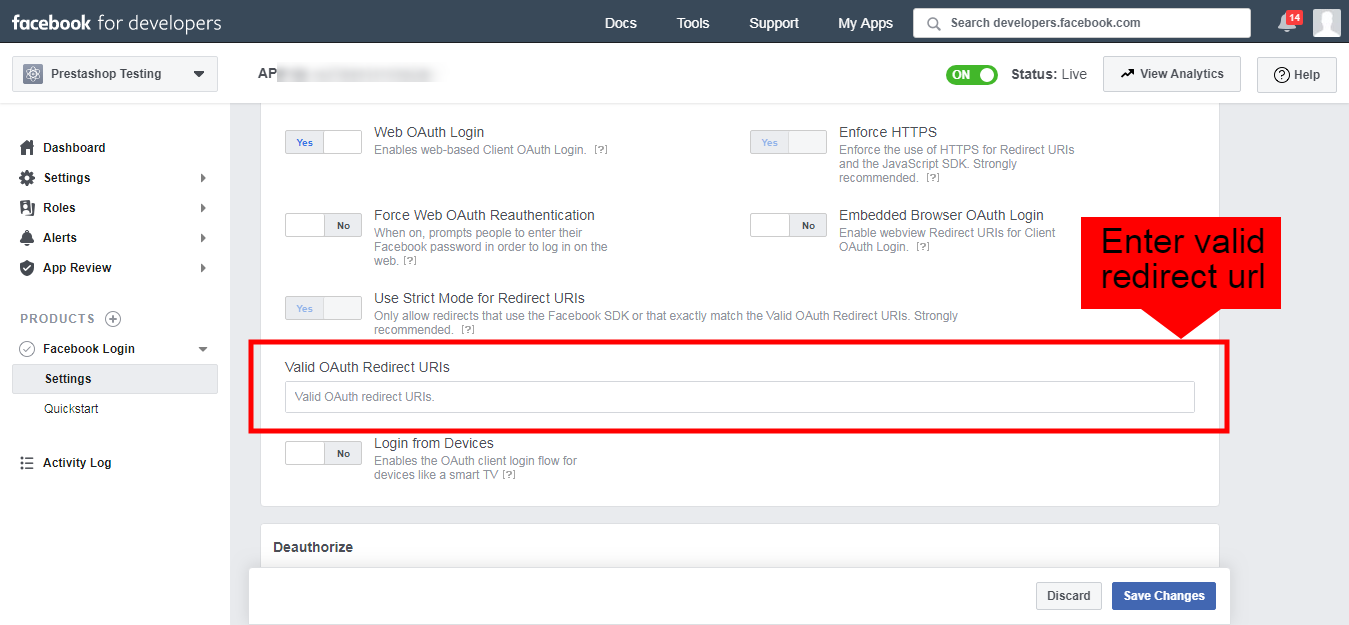 facebook for developers
Docs
Tools
Support
My Apps
Search developers.facebook.com
14
Prestashop Testing
AP
ON
Status: Live
View Analytics
Help
Dashboard
Settings
Roles
Alerts
App Review
PRODUCTS
Facebook Login
Settings
Quickstart
Activity Log
Yes
Web OAuth Login
Enables web-based Client OAuth Login. [?]
Yes
Enforce HTTPS
Enforce the use of HTTPS for Redirect URIs
and the JavaScript SDK. Strongly
recommended. [?]
No
Force Web OAuth Reauthentication
When on, prompts people to enter their
Facebook password in order to log in on the
web. [?]
No
Embedded Browser OAuth Login
Enable webview Redirect URIs for Client
OAuth Login. [?]
Enter valid
redirect url
Yes
Use Strict Mode for Redirect URIs
Only allow redirects that use the Facebook SDK or that exactly match the Valid OAuth Redirect URIs. Strongly
recommended. [?]
Valid OAuth Redirect URIs
Valid OAuth redirect URIs.
No
Login from Devices
Enables the OAuth client login flow for
devices like a smart TV [?]
Deauthorize
Discard
Save Changes